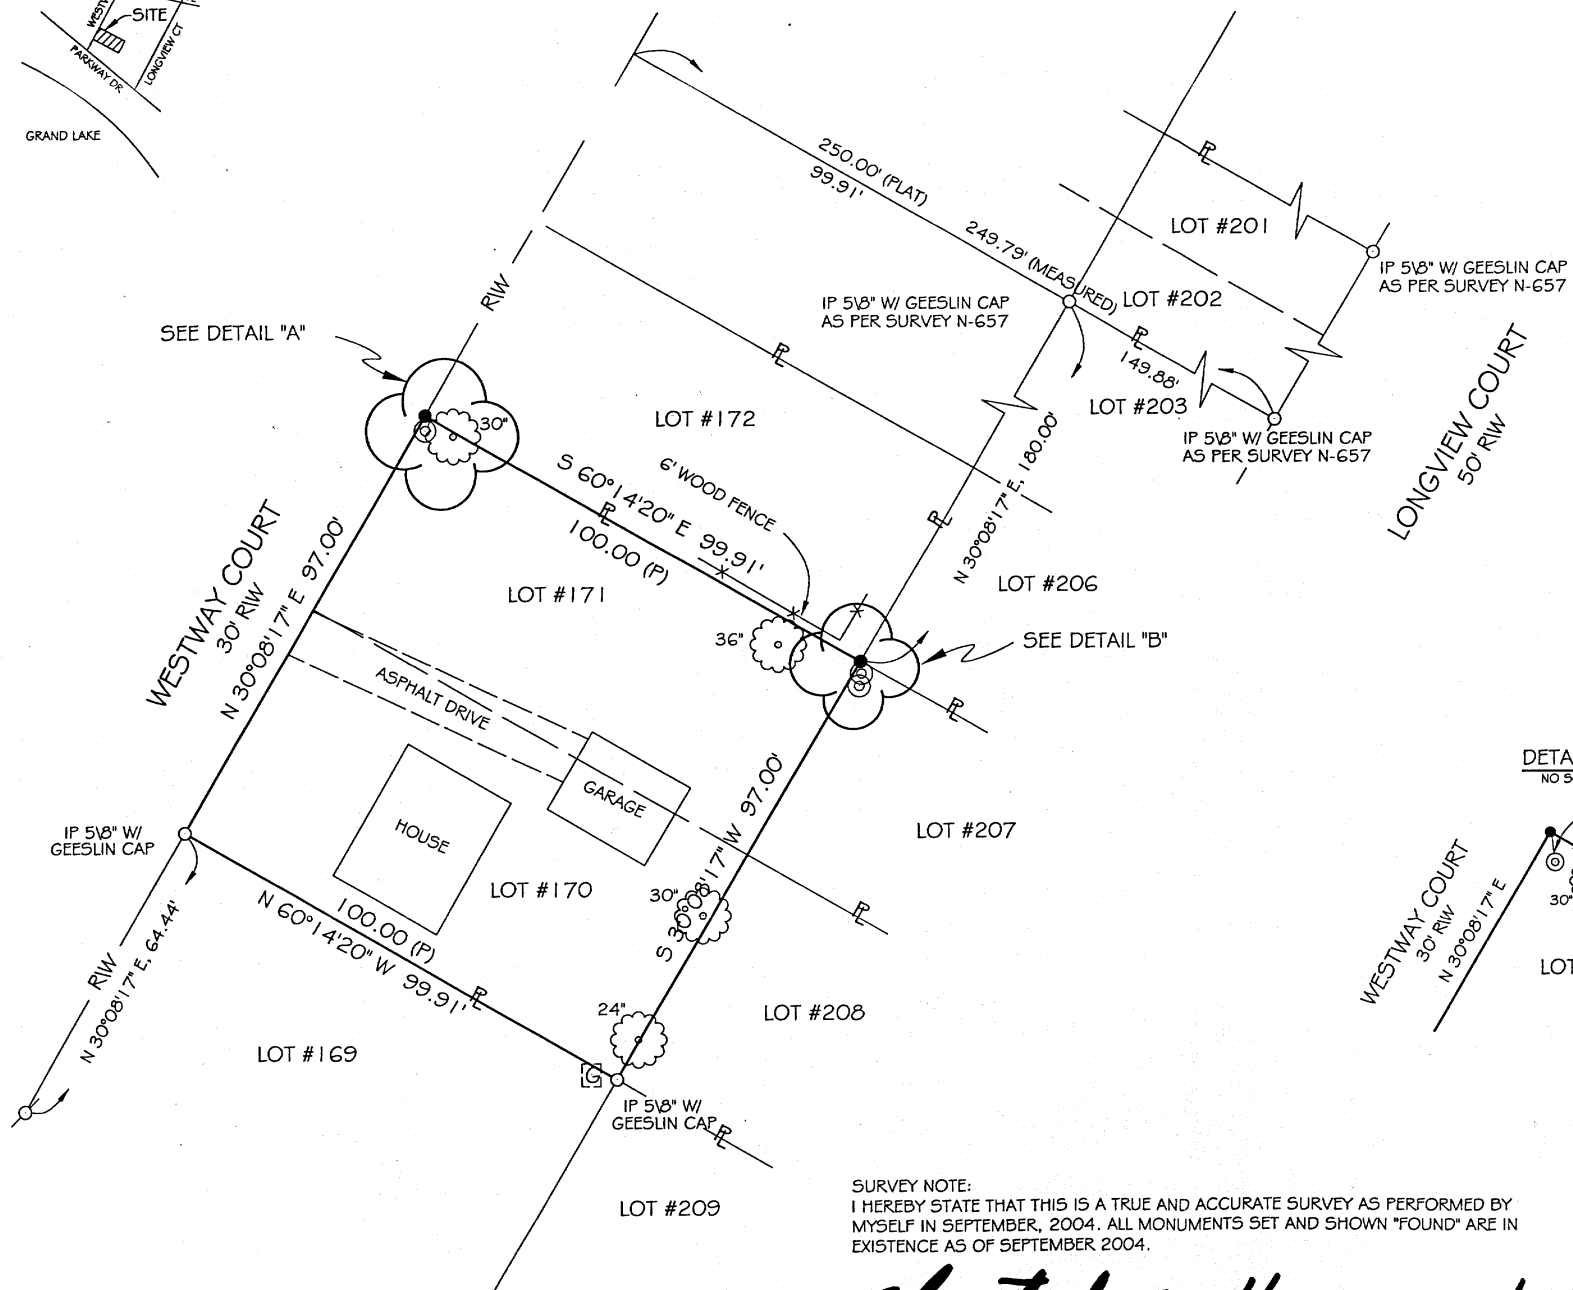 SITE
LONGVIEW CT
PARKWAY DR.
GRAND LAKE
250.00' (PLAT)
99.91'
249.79' (MEASURED)
LOT #201
LOT #202
IP 5\8" W/ GEESLIN CAP
AS PER SURVEY N-657
IP 5\8" W/ GEESLIN CAP
AS PER SURVEY N-657
R\W
SEE DETAIL "A"
149.88'
LOT #203
IP 5\8" W/ GEESLIN CAP
AS PER SURVEY N-657
LONGVIEW COURT
50' R\W
30"
LOT #172
S 60°14'20" E 99.91'
100.00 (P)
6' WOOD FENCE
N 30°08'17" E, 180.00'
LOT #206
WESTWAY COURT
30' R\W
N 30°08'17" E 97.00'
LOT #171
36"
SEE DETAIL "B"
ASPHALT DRIVE
GARAGE
HOUSE
S 30°08'17" W 97.00'
LOT #207
IP 5\8" W/
GEESLIN CAP
LOT #170
30"
100.00 (P)
N 60°14'20" W 99.91'
R\W
N 30°08'17" E, 64.44'
24"
LOT #208
LOT #169
G
IP 5\8" W/
GEESLIN CAP
LOT #209
DETA
NO S
WESTWAY COURT
30' R\W
N 30°08'17" E
30"
LOT
SURVEY NOTE:
I HEREBY STATE THAT THIS IS A TRUE AND ACCURATE SURVEY AS PERFORMED BY
MYSELF IN SEPTEMBER, 2004. ALL MONUMENTS SET AND SHOWN "FOUND" ARE IN
EXISTENCE AS OF SEPTEMBER 2004.